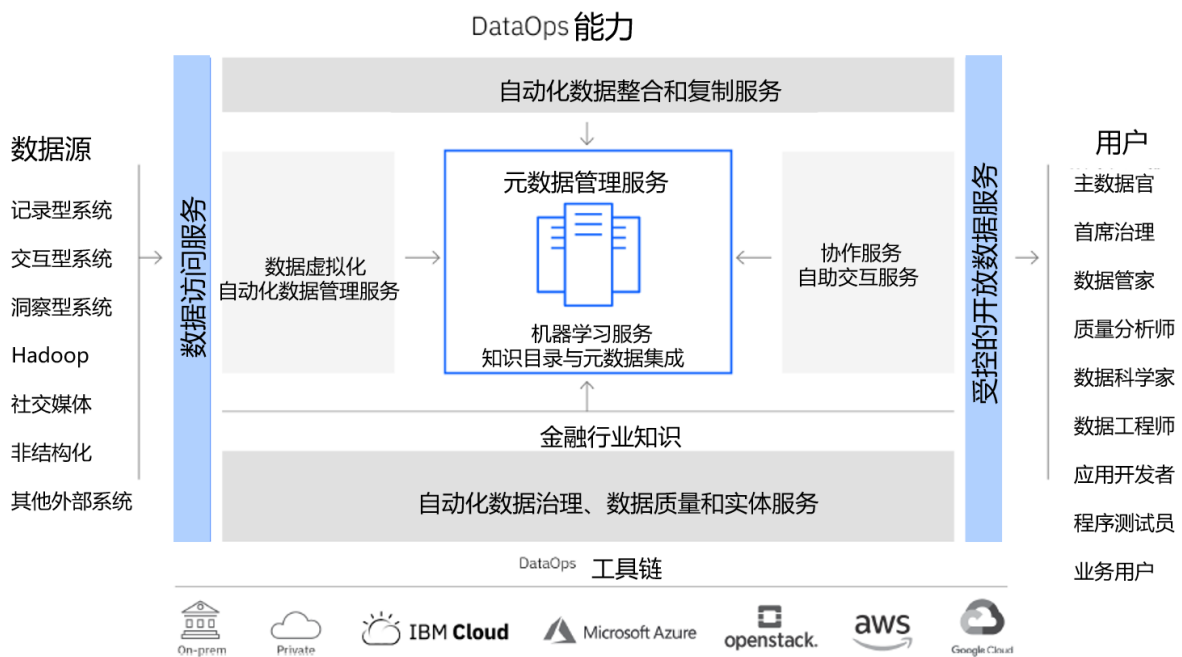 DataOps 能力
数据源
记录型系统
交互型系统
洞察型系统
Hadoop
社交媒体
非结构化
其他外部系统
数据访问服务
自动化数据整合和复制服务
数据虚拟化
自动化数据管理服务
元数据管理服务
机器学习服务
知识目录与元数据集成
协作服务
自助交互服务
金融行业知识
自动化数据治理、数据质量和实体服务
受控的开放数据服务
用户
主数据官
首席治理
数据管家
质量分析师
数据科学家
数据工程师
应用开发者
程序测试员
业务用户
DataOps 工具链
On-prem
Private
IBM Cloud
Microsoft Azure
openstack.
aws
Google Cloud